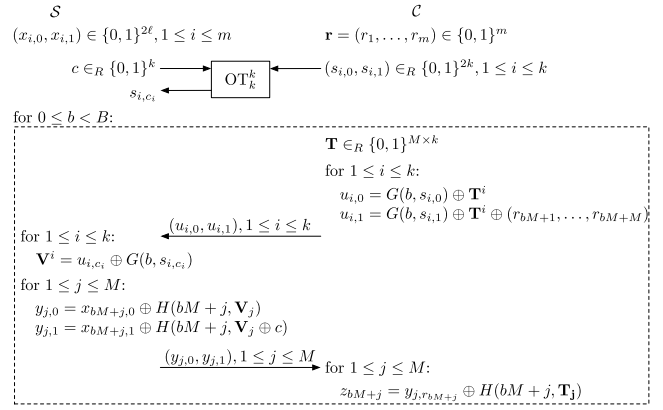 𝒮 𝒞
(x_{i,0}, x_{i,1}) ∈ {0,1}^{2ℓ}, 1 ≤ i ≤ m r = (r_1, …, r_m) ∈ {0,1}^m
c ∈_R {0,1}^k OT_k^k (s_{i,0}, s_{i,1}) ∈_R {0,1}^{2k}, 1 ≤ i ≤ k
s_{i,c_i}
for 0 ≤ b < B:
T ∈_R {0,1}^{M×k}
for 1 ≤ i ≤ k:
u_{i,0} = G(b, s_{i,0}) ⊕ T^i
u_{i,1} = G(b, s_{i,1}) ⊕ T^i ⊕ (r_{bM+1}, …, r_{bM+M})
(u_{i,0}, u_{i,1}), 1 ≤ i ≤ k
for 1 ≤ i ≤ k:
V^i = u_{i,c_i} ⊕ G(b, s_{i,c_i})
for 1 ≤ j ≤ M:
y_{j,0} = x_{bM+j,0} ⊕ H(bM + j, V_j)
y_{j,1} = x_{bM+j,1} ⊕ H(bM + j, V_j ⊕ c)
(y_{j,0}, y_{j,1}), 1 ≤ j ≤ M
for 1 ≤ j ≤ M:
z_{bM+j} = y_{j,r_{bM+j}} ⊕ H(bM + j, T_j)